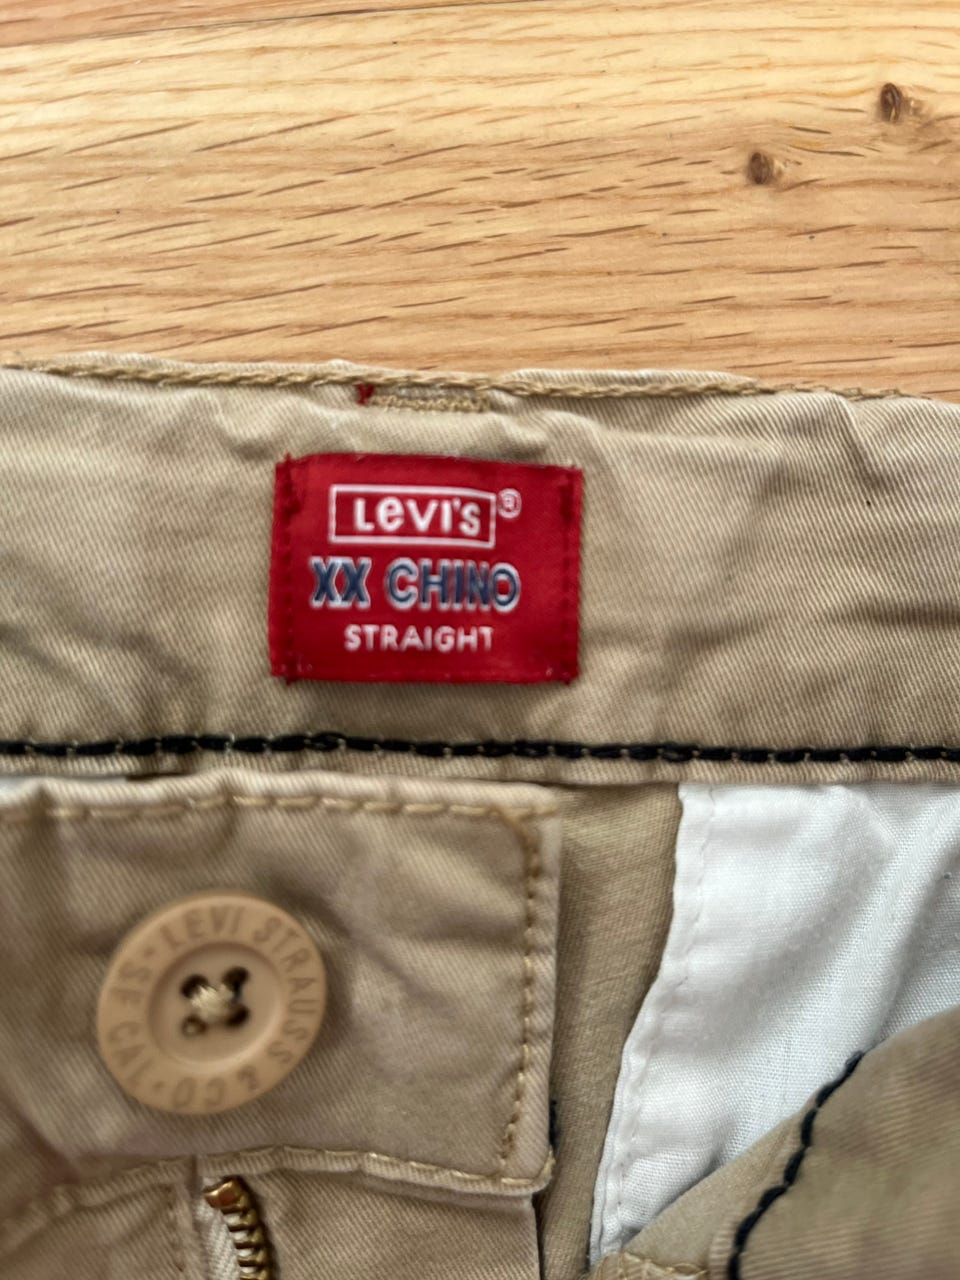 LEVI'S®
XX CHINO
STRAIGHT
LEVI STRAUSS & CO · SF CAL ·